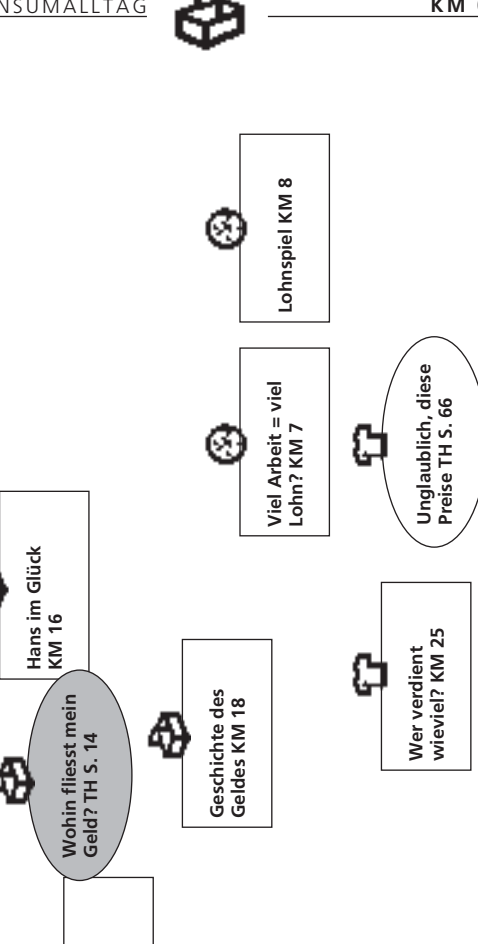 NSUMALLTAG
KM
Lohnspiel KM 8
Viel Arbeit = viel
Lohn? KM 7
Unglaublich, diese
Preise TH S. 66
Hans im Glück
KM 16
Wohin fliesst mein
Geld? TH S. 14
Geschichte des
Geldes KM 18
Wer verdient
wieviel? KM 25